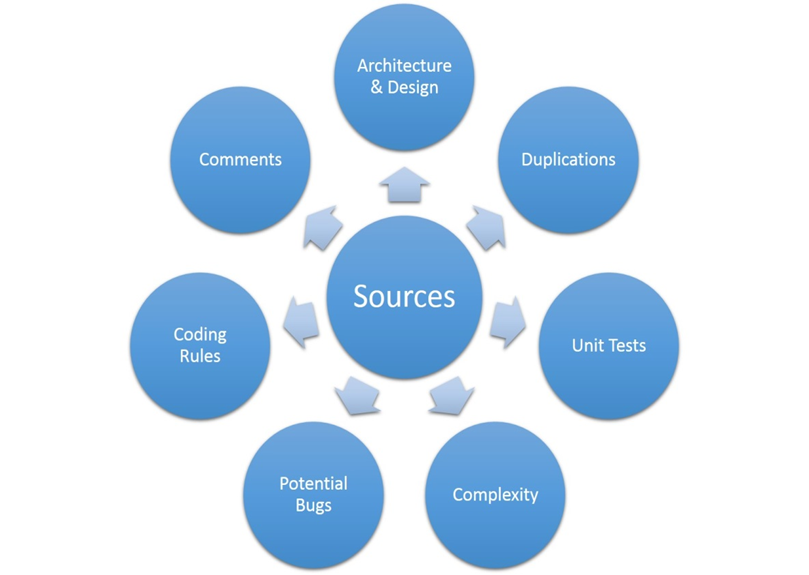 Architecture
& Design
Comments
Duplications
Sources
Coding
Rules
Unit Tests
Potential
Bugs
Complexity